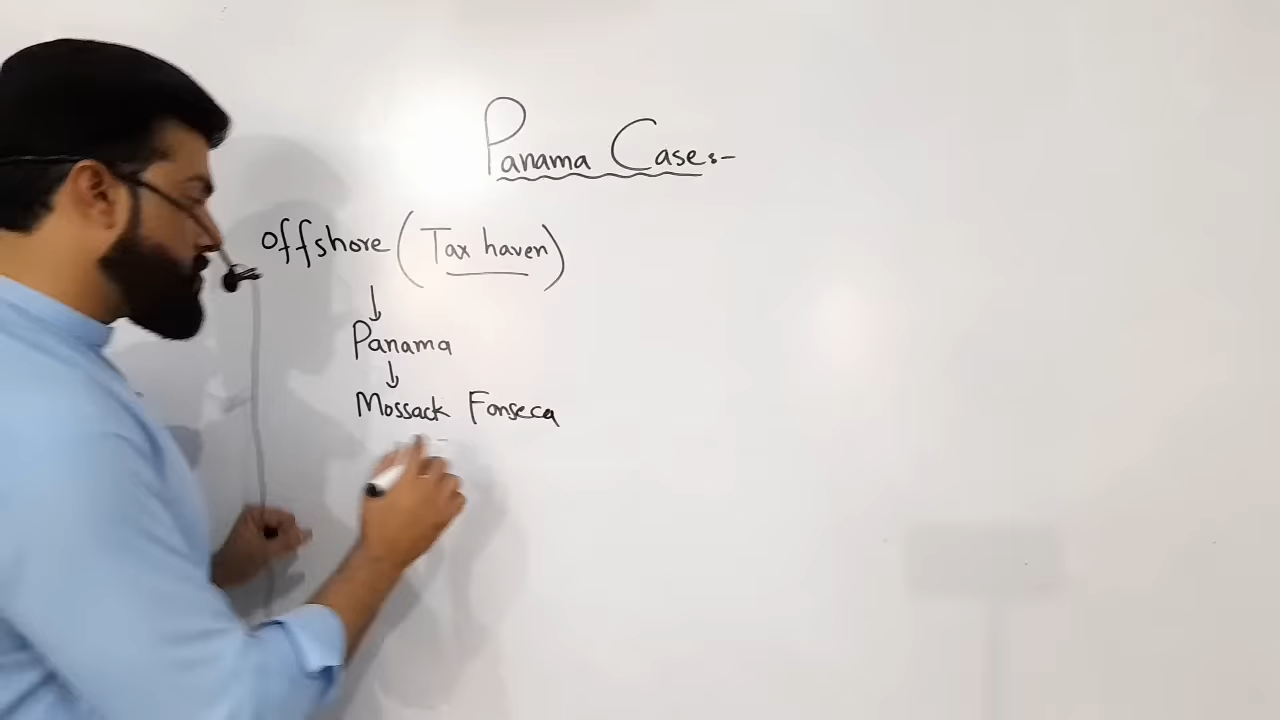 Panama Case:-
offshore (Tax haven)
↓
Panama
↓
Mossack Fonseca